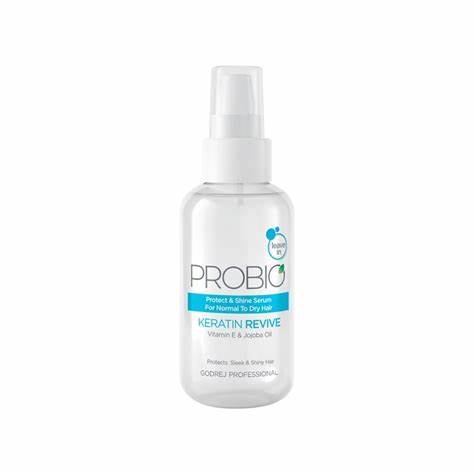 leave
in
PROBIO
Protect & Shine Serum
For Normal To Dry Hair
KERATIN REVIVE
Vitamin E & Jojoba Oil
Protects Sleek & Shiny Hair
GODREJ PROFESSIONAL